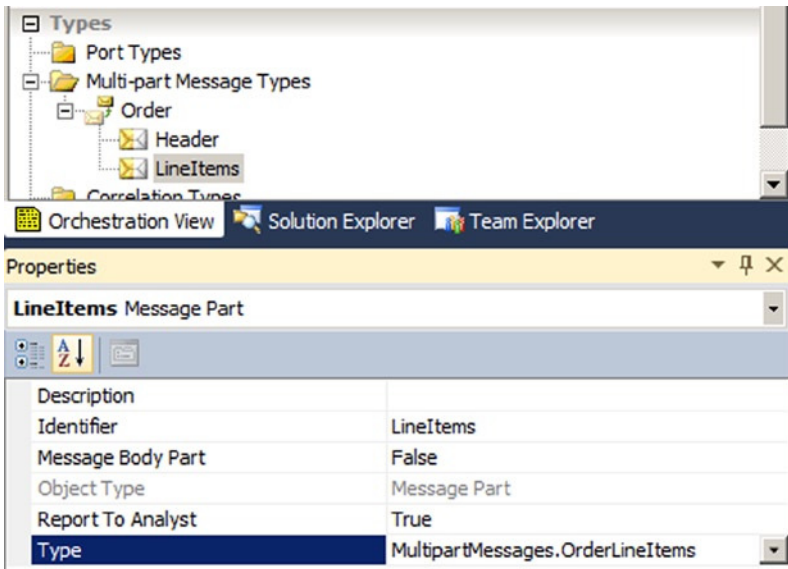 Types
Port Types
Multi-part Message Types
Order
Header
LineItems
Correlation Types
Orchestration View Solution Explorer Team Explorer
Properties
LineItems Message Part
Description
Identifier LineItems
Message Body Part False
Object Type Message Part
Report To Analyst True
Type MultipartMessages.OrderLineItems